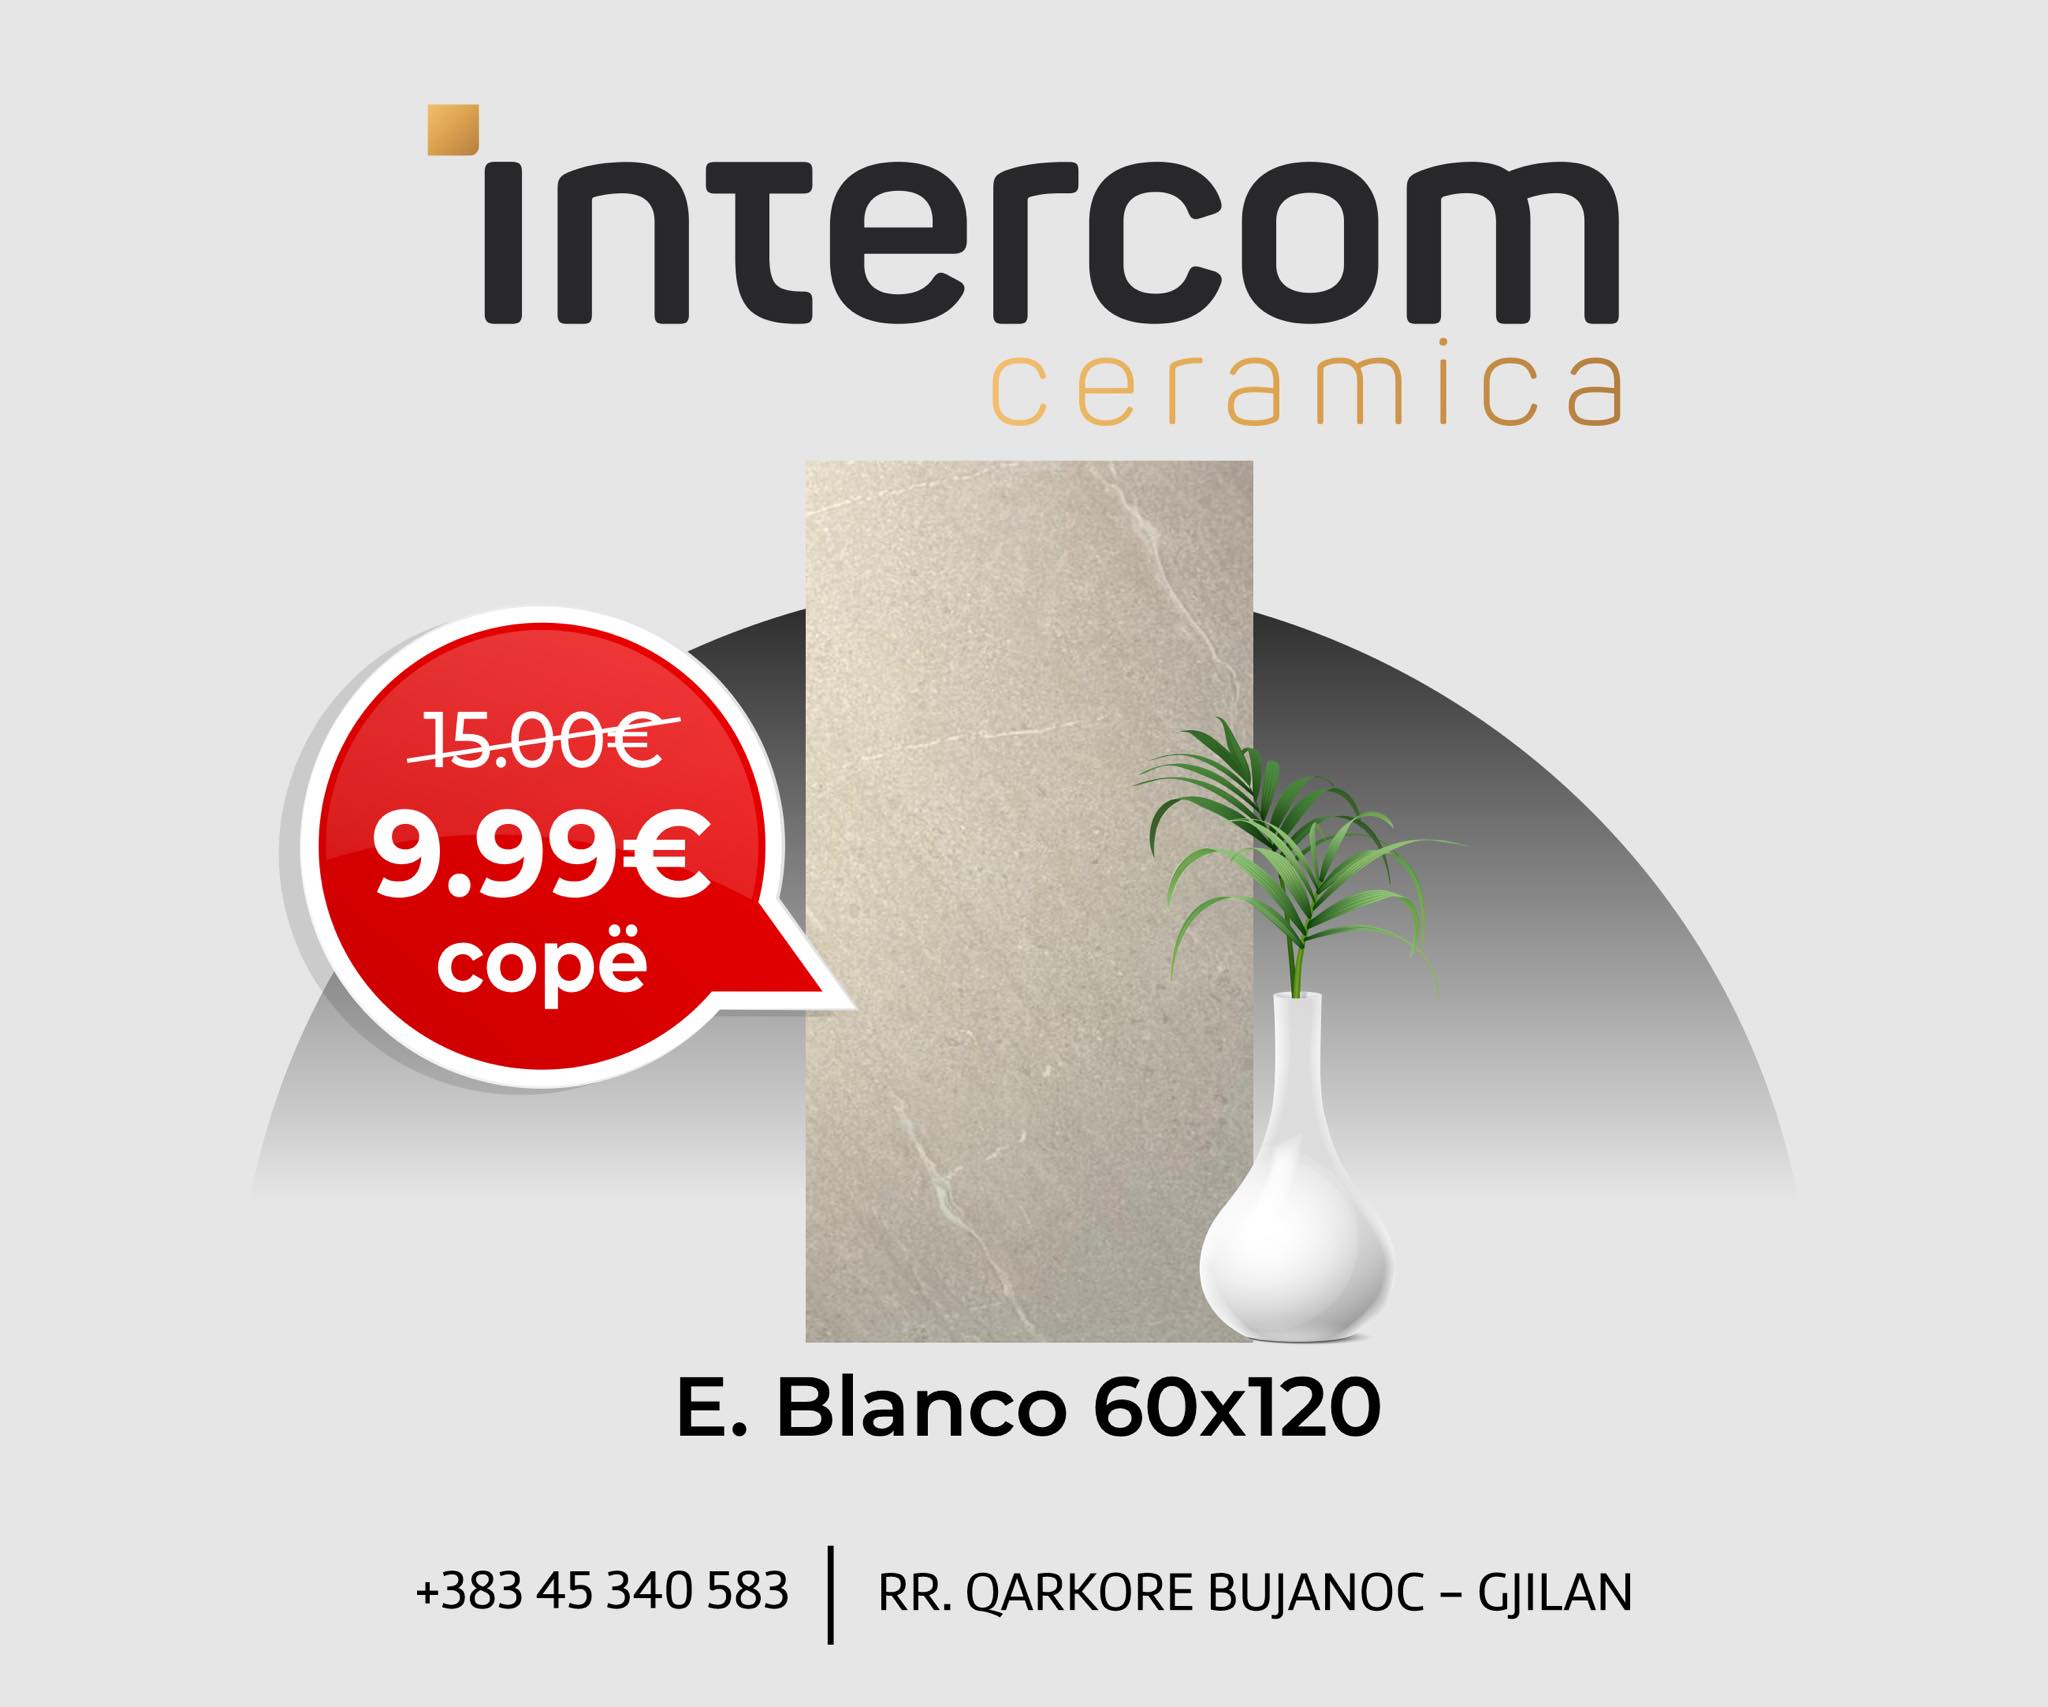 intercom
ceramica
15.00€
9.99€
copë
E. Blanco 60x120
+383 45 340 583
RR. QARKORE BUJANOC – GJILAN